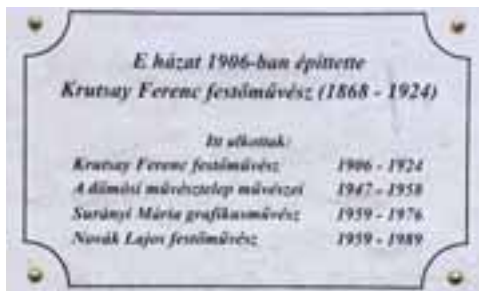 E házat 1906-ban építtette
Krutsay Ferenc festőművész (1868 - 1924)
Itt alkottak:
Krutsay Ferenc festőművész 1906 - 1924
A dömösi művésztelep művészei 1947 - 1958
Surányi Mária grafikusművész 1959 - 1976
Novák Lajos festőművész 1959 - 1989